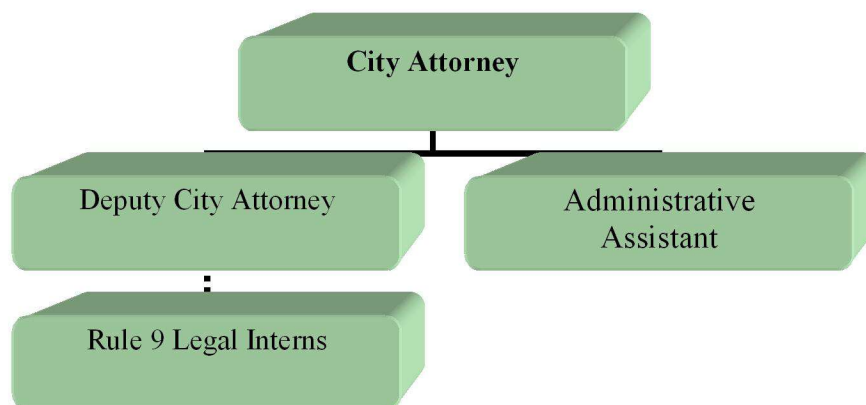 City Attorney
Deputy City Attorney
Administrative
Assistant
Rule 9 Legal Interns